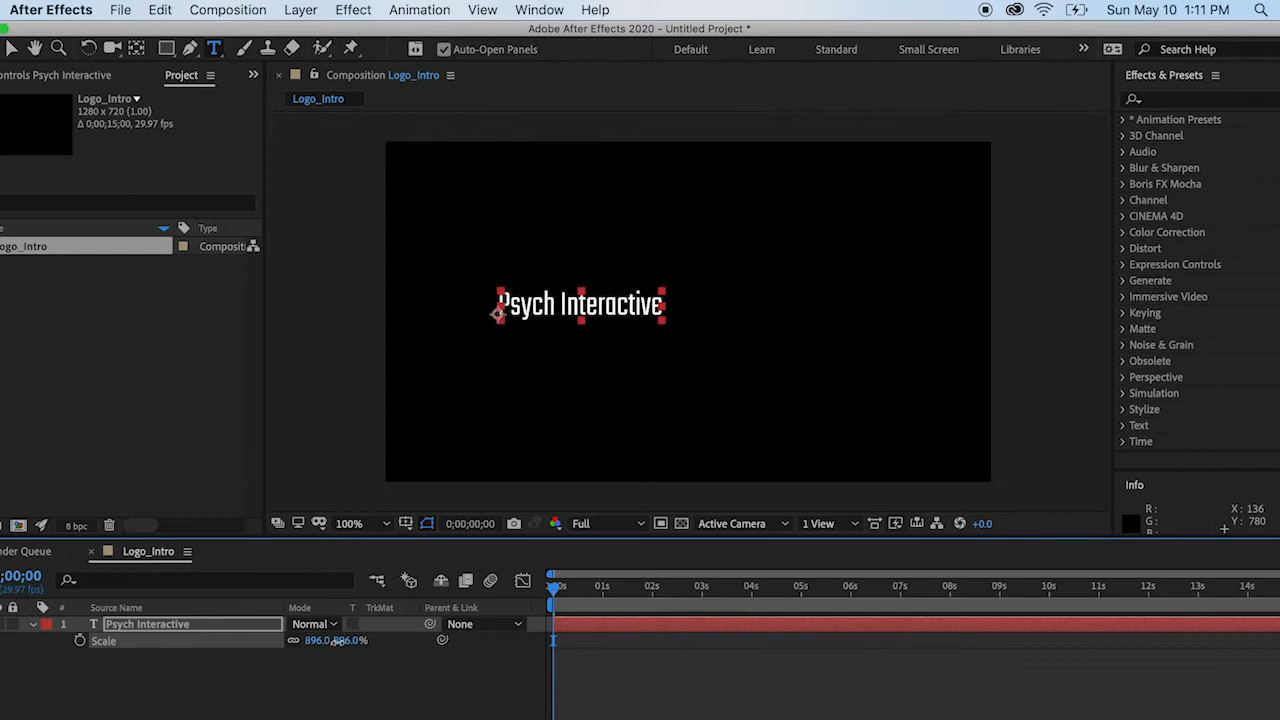 After Effects File Edit Composition Layer Effect Animation View Window Help Sun May 10 1:11 PM
Adobe After Effects 2020 - Untitled Project *
Auto-Open Panels Default Learn Standard Small Screen Libraries Search Help
ontrols Psych Interactive Project Composition Logo_Intro Effects & Presets
Logo_Intro
1280 x 720 (1.00)
Δ 0;00;15;00, 29.97 fps
Logo_Intro
* Animation Presets
3D Channel
Audio
Blur & Sharpen
Boris FX Mocha
Channel
CINEMA 4D
Color Correction
Distort
Expression Controls
Generate
Immersive Video
Keying
Matte
Noise & Grain
Obsolete
Perspective
Simulation
Stylize
Text
Time
e Type
ogo_Intro Composit
Psych Interactive
Info
R:
G:
B:
X: 136
Y: 780
8 bpc 100% 0;00;00;00 Full Active Camera 1 View +0.0
nder Queue Logo_Intro
;00;00
(29.97 fps)
:00s 01s 02s 03s 04s 05s 06s 07s 08s 09s 10s 11s 12s 13s 14s
# Source Name Mode T TrkMat Parent & Link
1 T Psych Interactive Normal None
Scale 896.0